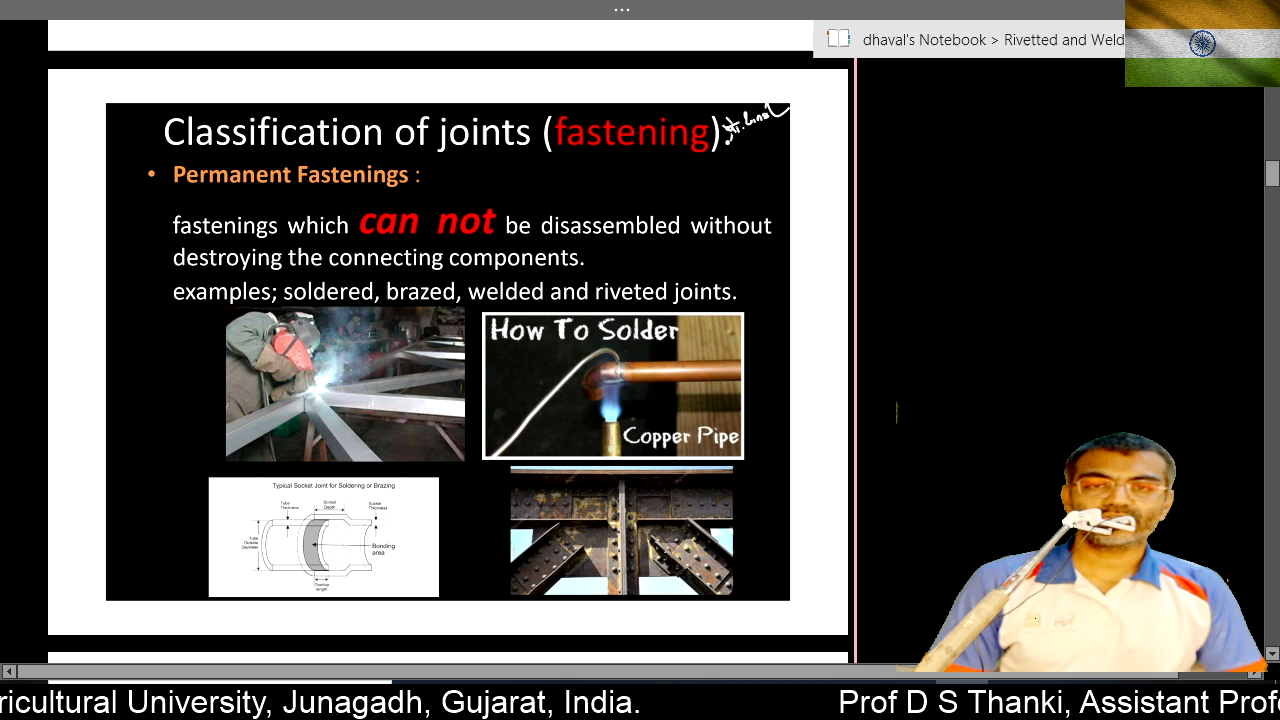 dhaval's Notebook > Rivetted and Weld
Classification of joints (fastening).
• Permanent Fastenings :
fastenings which can not be disassembled without
destroying the connecting components.
examples; soldered, brazed, welded and riveted joints.
How To Solder
Copper Pipe
Typical Socket Joint for Soldering or Brazing
Tube Thickness
Socket Depth
Socket Thickness
Tube Outside Diameter
Bonding area
Overlap length
ricultural University, Junagadh, Gujarat, India.
Prof D S Thanki, Assistant Profe